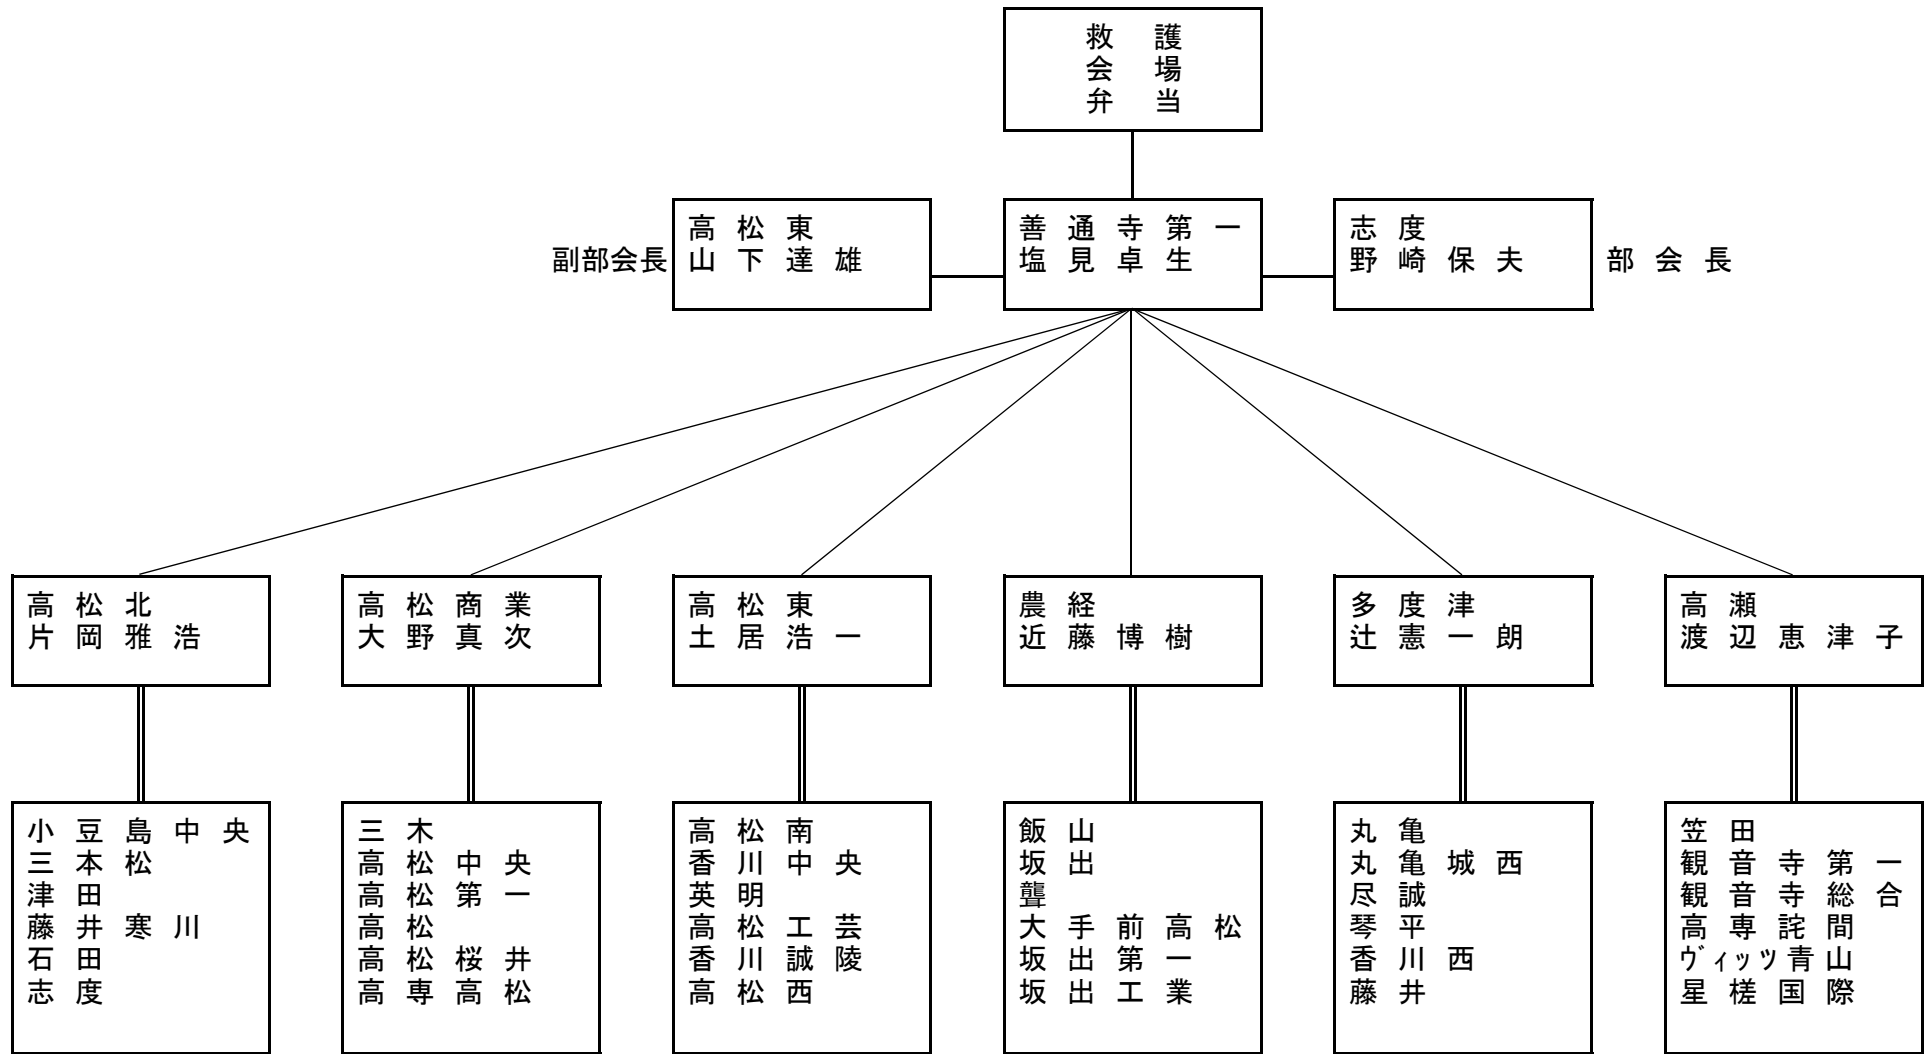 救護
会場
弁当
副部会長
高松東
山下達雄
善通寺第一
塩見卓生
志度
野崎保夫
部会長
高松北
片岡雅浩
高松商業
大野真次
高松東
土居浩一
農経
近藤博樹
多度津
辻憲一朗
高瀬
渡辺恵津子
小豆島中央
三本松
津田
藤井寒川
石田
志度
三木
高松中央
高松第一
高松
高松桜井
高専高松
高松南
香川中央
英明
高松工芸
香川誠陵
高松西
飯山
坂出
聾
大手前高松
坂出第一
坂出工業
丸亀
丸亀城西
尽誠
琴平
香川西
藤井
笠田
観音寺第一
観音寺総合
高専詫間
ヴィッツ青山
星槎国際